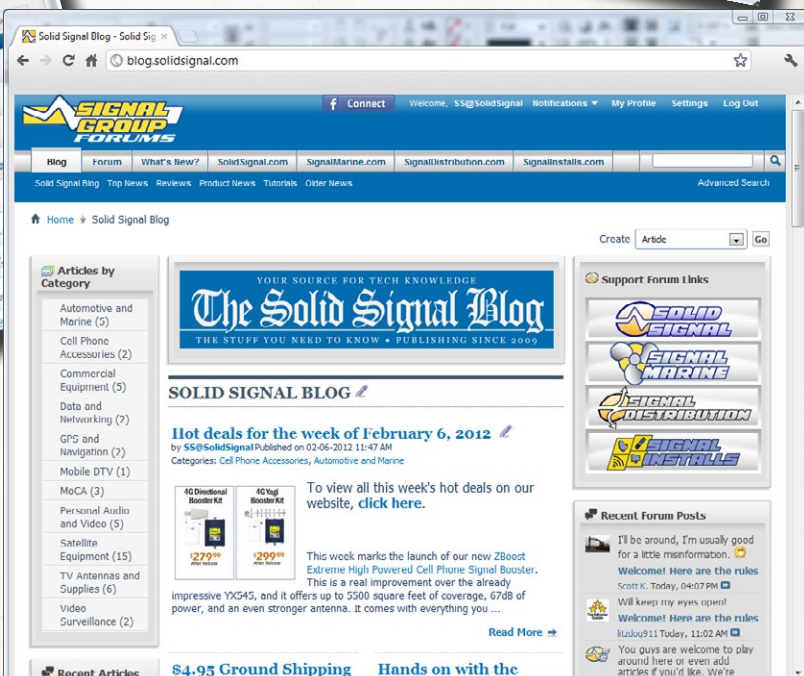 Solid Signal Blog - Solid Sig
blog.solidsignal.com
SIGNAL
GROUP
FORUMS
f Connect
Welcome, SS@SolidSignal Notifications My Profile Settings Log Out
Blog Forum What's New? SolidSignal.com SignalMarine.com SignalDistribution.com SignalInstalls.com
Solid Signal Blog Top News Reviews Product News Tutorials Older News
Advanced Search
Home Solid Signal Blog
Create Article Go
Articles by
Category
Automotive and
Marine (5)
Cell Phone
Accessories (2)
Commercial
Equipment (5)
Data and
Networking (2)
GPS and
Navigation (2)
Mobile DTV (1)
MoCA (3)
Personal Audio
and Video (5)
Satellite
Equipment (15)
TV Antennas and
Supplies (6)
Video
Surveillance (2)
Recent Articles
YOUR SOURCE FOR TECH KNOWLEDGE
The Solid Signal Blog
THE STUFF YOU NEED TO KNOW • PUBLISHING SINCE 2009
SOLID SIGNAL BLOG
Hot deals for the week of February 6, 2012
by SS@SolidSignal Published on 02-06-2012 11:47 AM
Categories: Cell Phone Accessories, Automotive and Marine
4G Directional
Booster Kit
$279.99
After Rebate
4G Yagi
Booster Kit
$299.99
After Rebate
To view all this week's hot deals on our
website, click here.
This week marks the launch of our new ZBoost
Extreme High Powered Cell Phone Signal Booster.
This is a real improvement over the already
impressive YX545, and it offers up to 5500 square feet of coverage, 67dB of
power, and an even stronger antenna. It comes with everything you ...
Read More
$4.95 Ground Shipping
Hands on with the
Support Forum Links
SOLID
SIGNAL
SIGNAL
MARINE
SIGNAL
DISTRIBUTION
SIGNAL
INSTALLS
Recent Forum Posts
I'll be around, I'm usually good
for a little misinformation.
Welcome! Here are the rules
Scott K. Today, 04:07 PM
Will keep my eyes open!
Welcome! Here are the rules
litzdog911 Today, 11:02 AM
You guys are welcome to play
around here or even add
articles if you'd like. We're